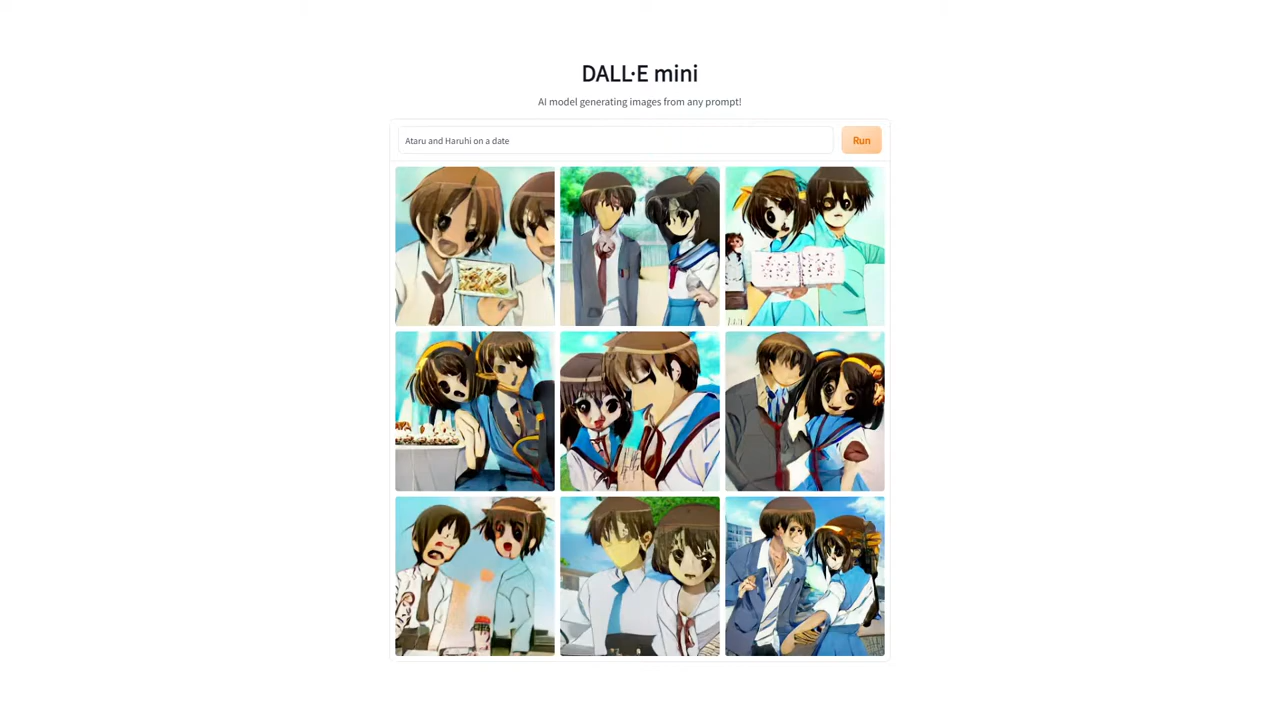 DALL·E mini
AI model generating images from any prompt!
Ataru and Haruhi on a date
Run